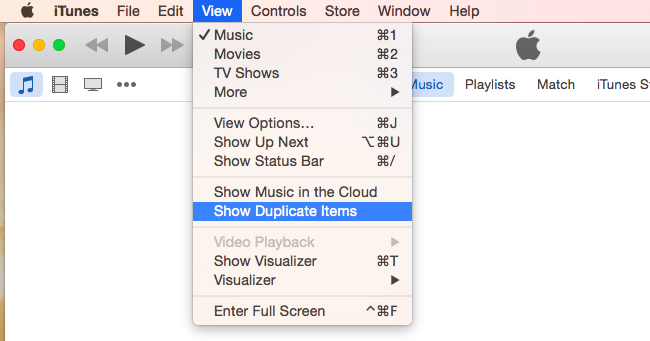 iTunes File Edit View Controls Store Window Help
Music ⌘1
Movies ⌘2
TV Shows ⌘3
More
Music Playlists Match iTunes S
View Options... ⌘J
Show Up Next ⌥⌘U
Show Status Bar ⌘/
Show Music in the Cloud
Show Duplicate Items
Video Playback
Show Visualizer ⌘T
Visualizer
Enter Full Screen ^⌘F